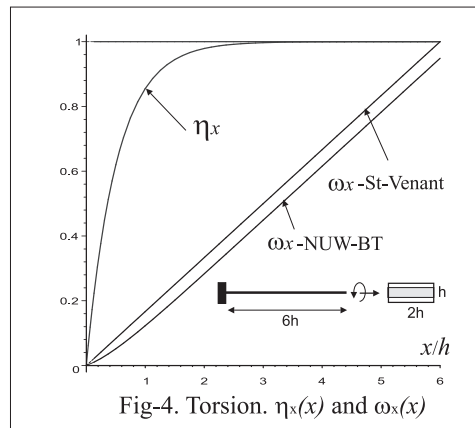 1
0.8
ηx
0.6
ωx-St-Venant
0.4
ωx-NUW-BT
h
0.2
6h
2h
x/h
0
1
2
3
4
5
6
Fig-4. Torsion. ηx(x) and ωx(x)